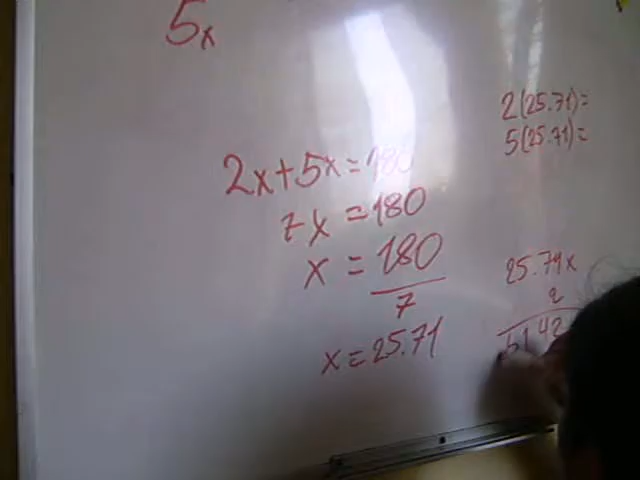 5x
2x+5x=180
7x=180
x=180
7
x=25.71
2(25.71)=
5(25.71)=
25.71x
2
5142